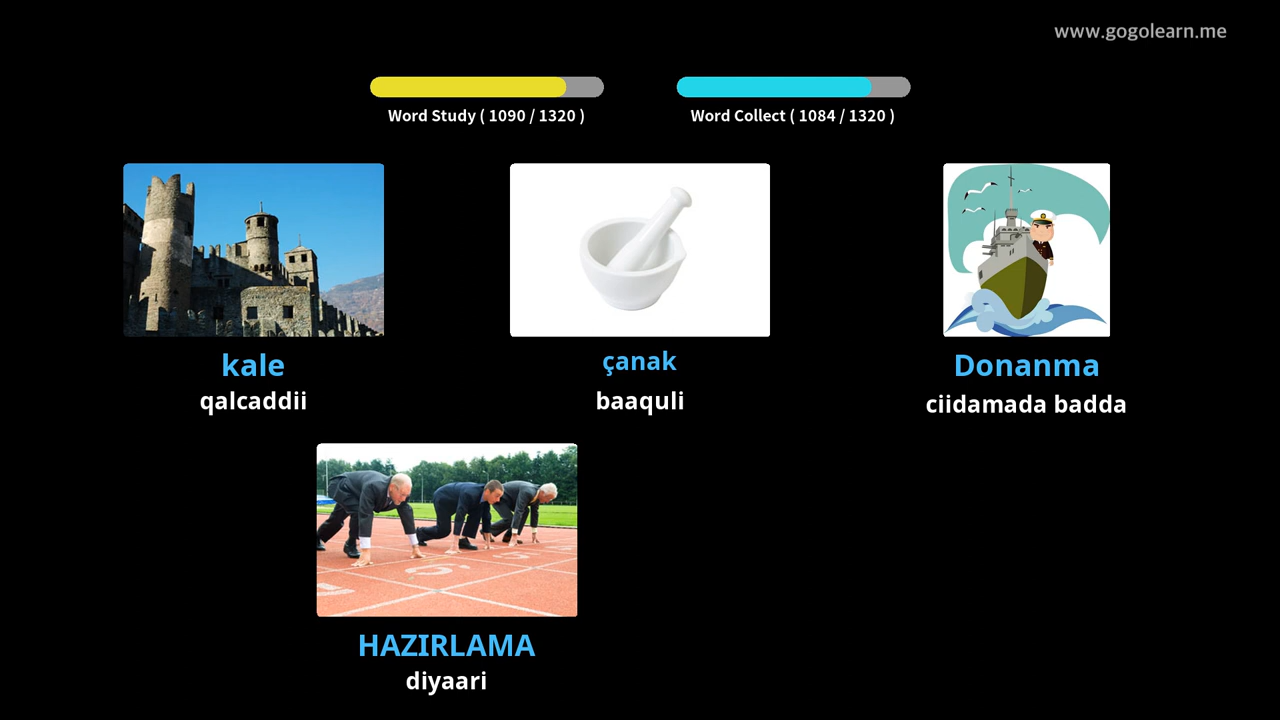 www.gogolearn.me
Word Study ( 1090 / 1320 )
Word Collect ( 1084 / 1320 )
kale
qalcaddii
çanak
baaquli
Donanma
ciidamada badda
HAZIRLAMA
diyaari